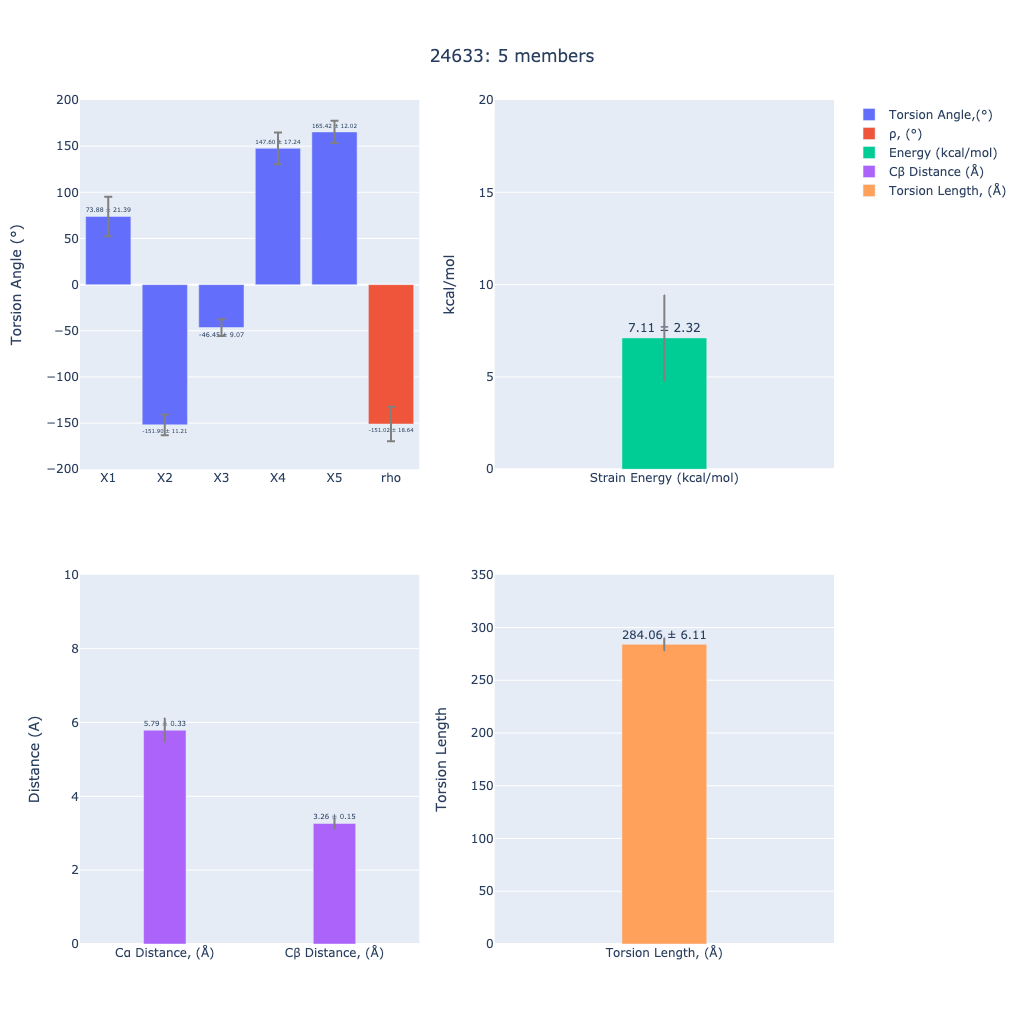 24633: 5 members
Torsion Angle (°)
200
150
100
50
0
−50
−100
−150
−200
73.88 ± 21.39
-151.90 ± 11.21
-46.45 ± 9.07
147.60 ± 17.24
165.42 ± 12.02
-151.02 ± 18.64
X1 X2 X3 X4 X5 rho
kcal/mol
20
15
10
5
0
7.11 ± 2.32
Strain Energy (kcal/mol)
Torsion Angle,(°)
ρ, (°)
Energy (kcal/mol)
Cβ Distance (Å)
Torsion Length, (Å)
Distance (A)
10
8
6
4
2
0
5.79 ± 0.33
3.26 ± 0.15
Cα Distance, (Å) Cβ Distance, (Å)
Torsion Length
350
300
250
200
150
100
50
0
284.06 ± 6.11
Torsion Length, (Å)